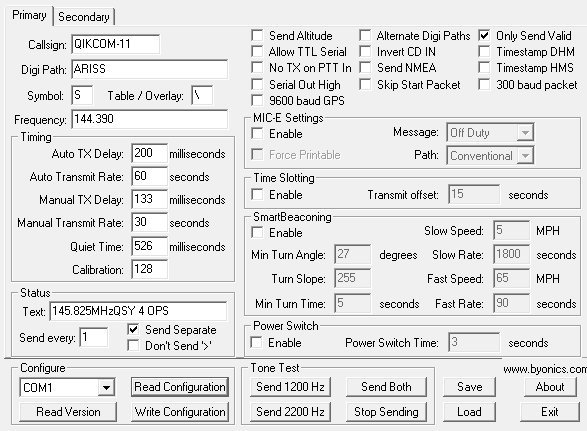 Primary Secondary
Callsign: QIKCOM-11
Digi Path: ARISS
Symbol: S Table / Overlay: \
Frequency: 144.390
Timing
Auto TX Delay: 200 milliseconds
Auto Transmit Rate: 60 seconds
Manual TX Delay: 133 milliseconds
Manual Transmit Rate: 30 seconds
Quiet Time: 526 milliseconds
Calibration: 128
Status
Text: 145.825MHzQSY 4 OPS
Send every: 1 Send Separate
Don't Send '>'
Send Altitude Alternate Digi Paths Only Send Valid
Allow TTL Serial Invert CD IN Timestamp DHM
No TX on PTT In Send NMEA Timestamp HMS
Serial Out High Skip Start Packet 300 baud packet
9600 baud GPS
MIC-E Settings
Enable Message: Off Duty
Force Printable Path: Conventional
Time Slotting
Enable Transmit offset: 15 seconds
SmartBeaconing
Enable Slow Speed: 5 MPH
Min Turn Angle: 27 degrees Slow Rate: 1800 seconds
Turn Slope: 255 Fast Speed: 65 MPH
Min Turn Time: 5 seconds Fast Rate: 90 seconds
Power Switch
Enable Power Switch Time: 3 seconds
www.byonics.com
Configure
COM1 Read Configuration
Read Version Write Configuration
Tone Test
Send 1200 Hz Send Both
Send 2200 Hz Stop Sending
Save About
Load Exit